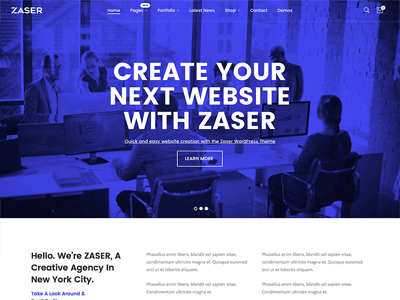 ZASER
Home Pages NEW Portfolio Latest News Shop Contact Demos
CREATE YOUR
NEXT WEBSITE
WITH ZASER
Quick and easy website creation with the Zaser WordPress Theme
LEARN MORE
Hello. We're ZASER, A
Creative Agency In
New York City.
Take A Look Around &
Phasellus enim libero, blandit vel sapien vitae,
condimentum ultricies magna et. Quisque euismod
orci ut et lobortis aliquam.
Phasellus enim libero, blandit vel sapien vitae,
condimentum ultricies magna et.
Phasellus enim libero, blandit vel sapien vitae,
condimentum ultricies magna et. Quisque euismod
orci ut et lobortis aliquam.
Phasellus enim libero, blandit vel sapien vitae,
condimentum ultricies magna et.